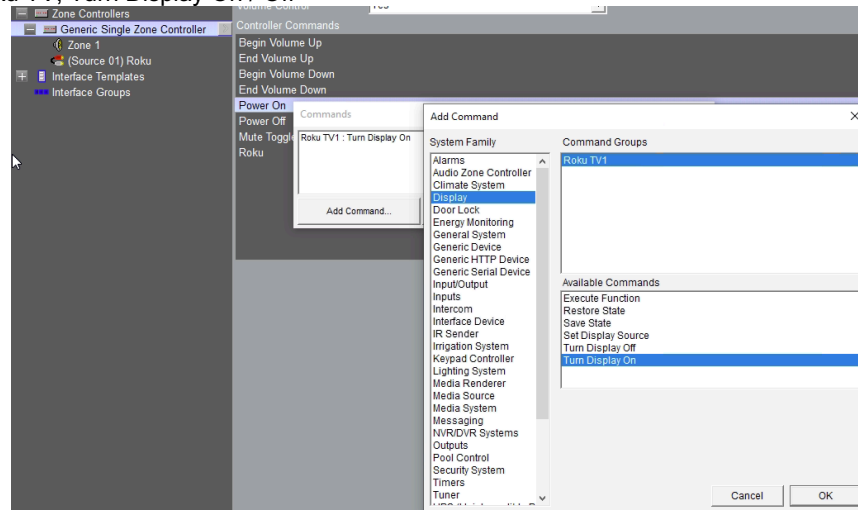 TV, Turn Display On
Zone Controllers
Generic Single Zone Controller
Zone 1
(Source 01) Roku
Interface Templates
Interface Groups
Volume Control
Yes
Controller Commands
Begin Volume Up
End Volume Up
Begin Volume Down
End Volume Down
Power On
Power Off
Mute Toggle
Roku
Commands
Roku TV1 : Turn Display On
Add Command...
Add Command
System Family
Alarms
Audio Zone Controller
Climate System
Display
Door Lock
Energy Monitoring
General System
Generic Device
Generic HTTP Device
Generic Serial Device
Input/Output
Inputs
Intercom
Interface Device
IR Sender
Irrigation System
Keypad Controller
Lighting System
Media Renderer
Media Source
Media System
Messaging
NVR/DVR Systems
Outputs
Pool Control
Security System
Timers
Tuner
Command Groups
Roku TV1
Available Commands
Execute Function
Restore State
Save State
Set Display Source
Turn Display Off
Turn Display On
Cancel
OK